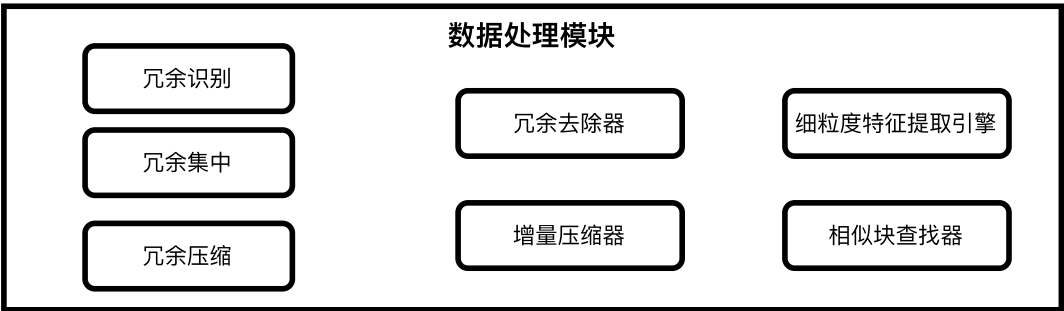 数据处理模块
冗余识别
冗余集中
冗余压缩
冗余去除器
增量压缩器
细粒度特征提取引擎
相似块查找器